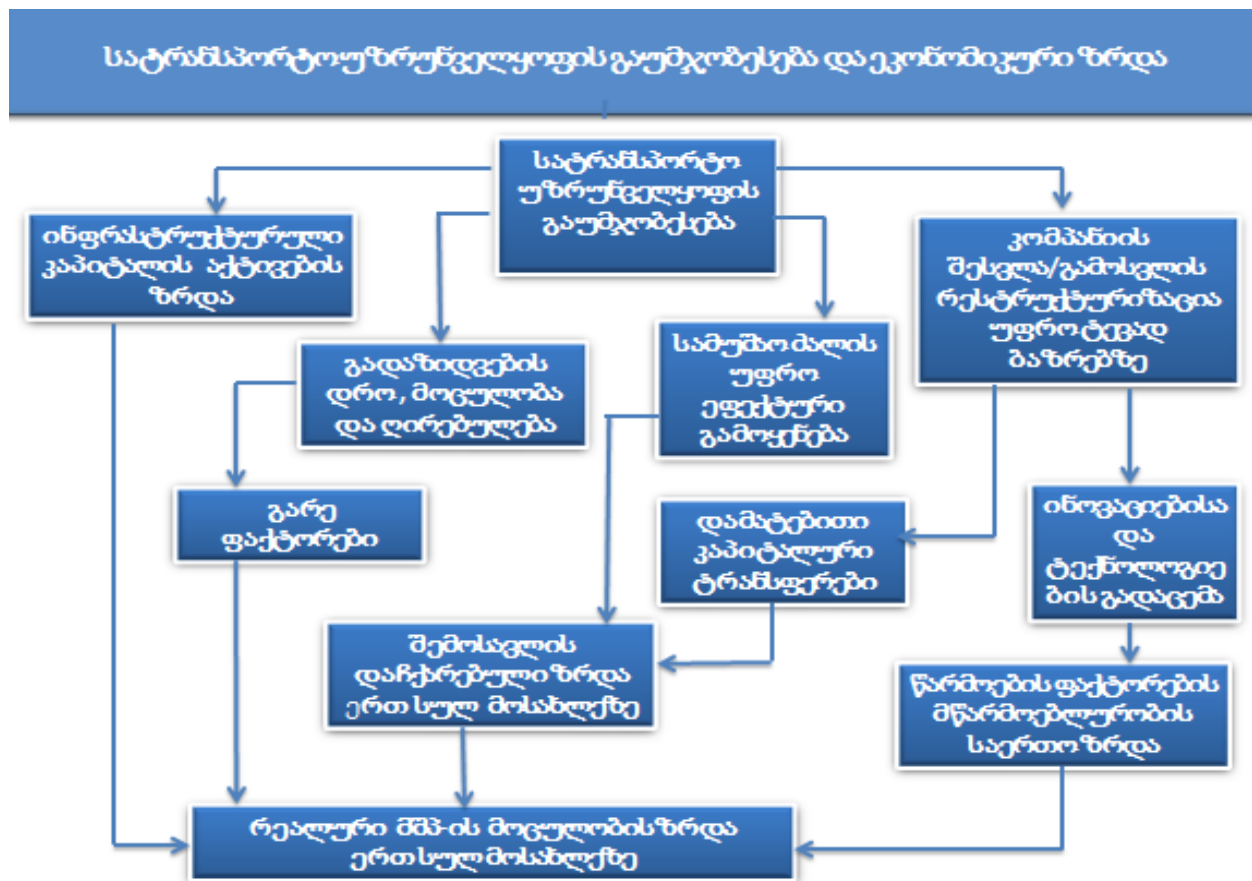 სატრანსპორტო უზრუნველყოფის გაუმჯობესება და ეკონომიკური ზრდა
სატრანსპორტო
უზრუნველყოფის
გაუმჯობესება
ინფრასტრუქტურული
კაპიტალის აქტივების
ზრდა
კომპანიის
შესვლა/გამოსვლის
რესტრუქტურიზაცია
უფრო ტევად
ბაზრებზე
გადაზიდვების
დრო, მოცულობა
და ღირებულება
სამუშაო ძალის
უფრო
ეფექტური
გამოყენება
გარე
ფაქტორები
დამატებითი
კაპიტალური
ტრანსფერები
ინოვაციებისა
და
ტექნოლოგიე
ბის გადაცემა
შემოსავლის
დაჩქარებული ზრდა
ერთ სულ მოსახლეზე
წარმოების ფაქტორების
მწარმოებლურობის
საერთო ზრდა
რეალური მშპ-ის მოცულობის ზრდა
ერთ სულ მოსახლეზე